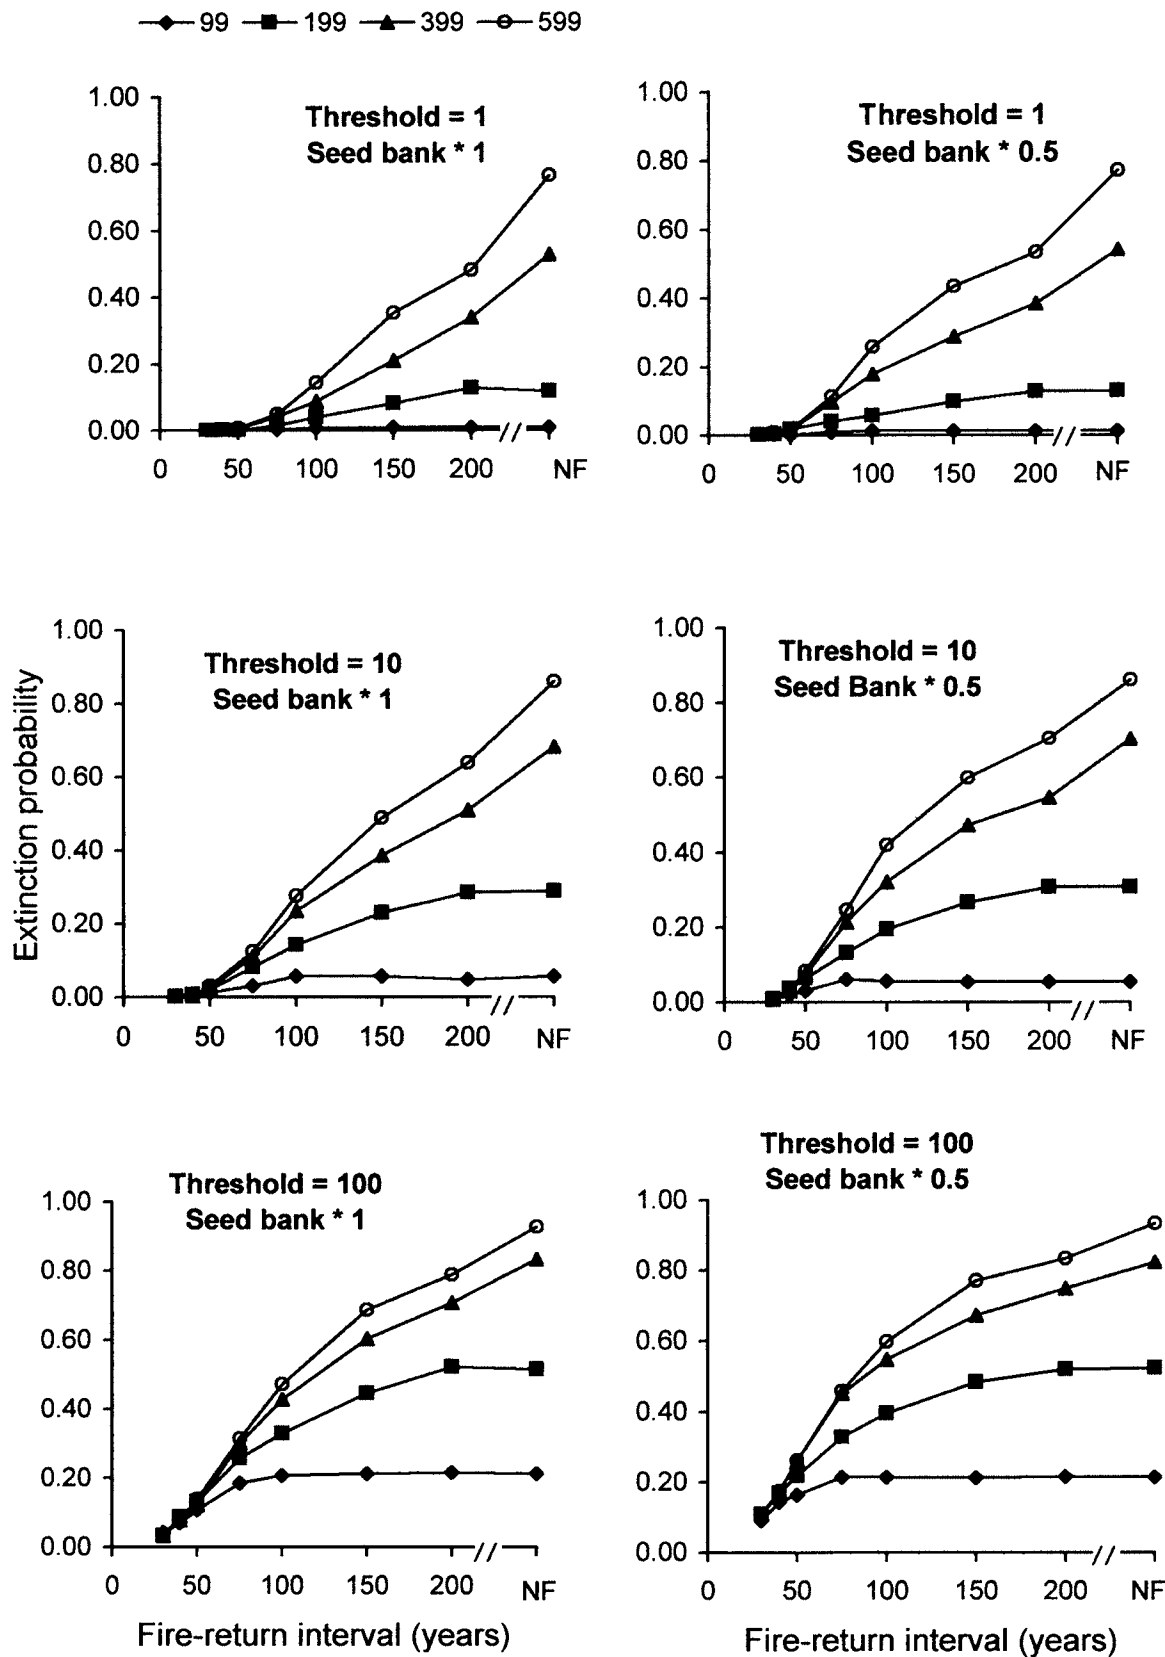 99 199 399 599
Threshold = 1
Seed bank * 1
1.00
0.80
0.60
0.40
0.20
0.00
0 50 100 150 200 NF
Threshold = 1
Seed bank * 0.5
1.00
0.80
0.60
0.40
0.20
0.00
0 50 100 150 200 NF
Extinction probability
Threshold = 10
Seed bank * 1
1.00
0.80
0.60
0.40
0.20
0.00
0 50 100 150 200 NF
Threshold = 10
Seed Bank * 0.5
1.00
0.80
0.60
0.40
0.20
0.00
0 50 100 150 200 NF
Threshold = 100
Seed bank * 1
1.00
0.80
0.60
0.40
0.20
0.00
0 50 100 150 200 NF
Fire-return interval (years)
Threshold = 100
Seed bank * 0.5
1.00
0.80
0.60
0.40
0.20
0.00
0 50 100 150 200 NF
Fire-return interval (years)